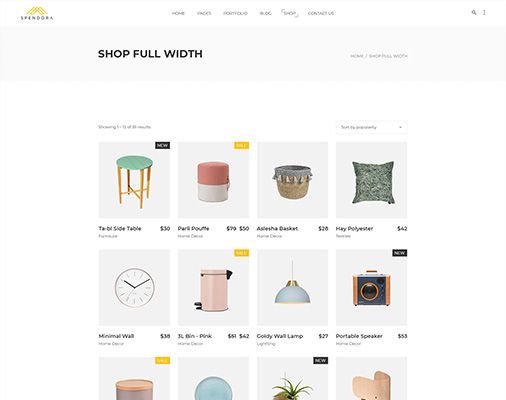 SPENDORA
HOME PAGES PORTFOLIO BLOG SHOP CONTACT US
SHOP FULL WIDTH
HOME / SHOP FULL WIDTH
Showing 1–12 of 35 results
Sort by popularity
NEW
SALE
Ta-bl Side Table $30
Furniture
Parli Pouffe $79 $50
Home Decor
Aslesha Basket $28
Home Decor
Hay Polyester $42
Textiles
NEW
Minimal Wall $38
Home Decor
3L Bin - Pink $51 $42
Home Decor
Goldy Wall Lamp $27
Lighting
Portable Speaker $53
Home Decor
SALE
NEW